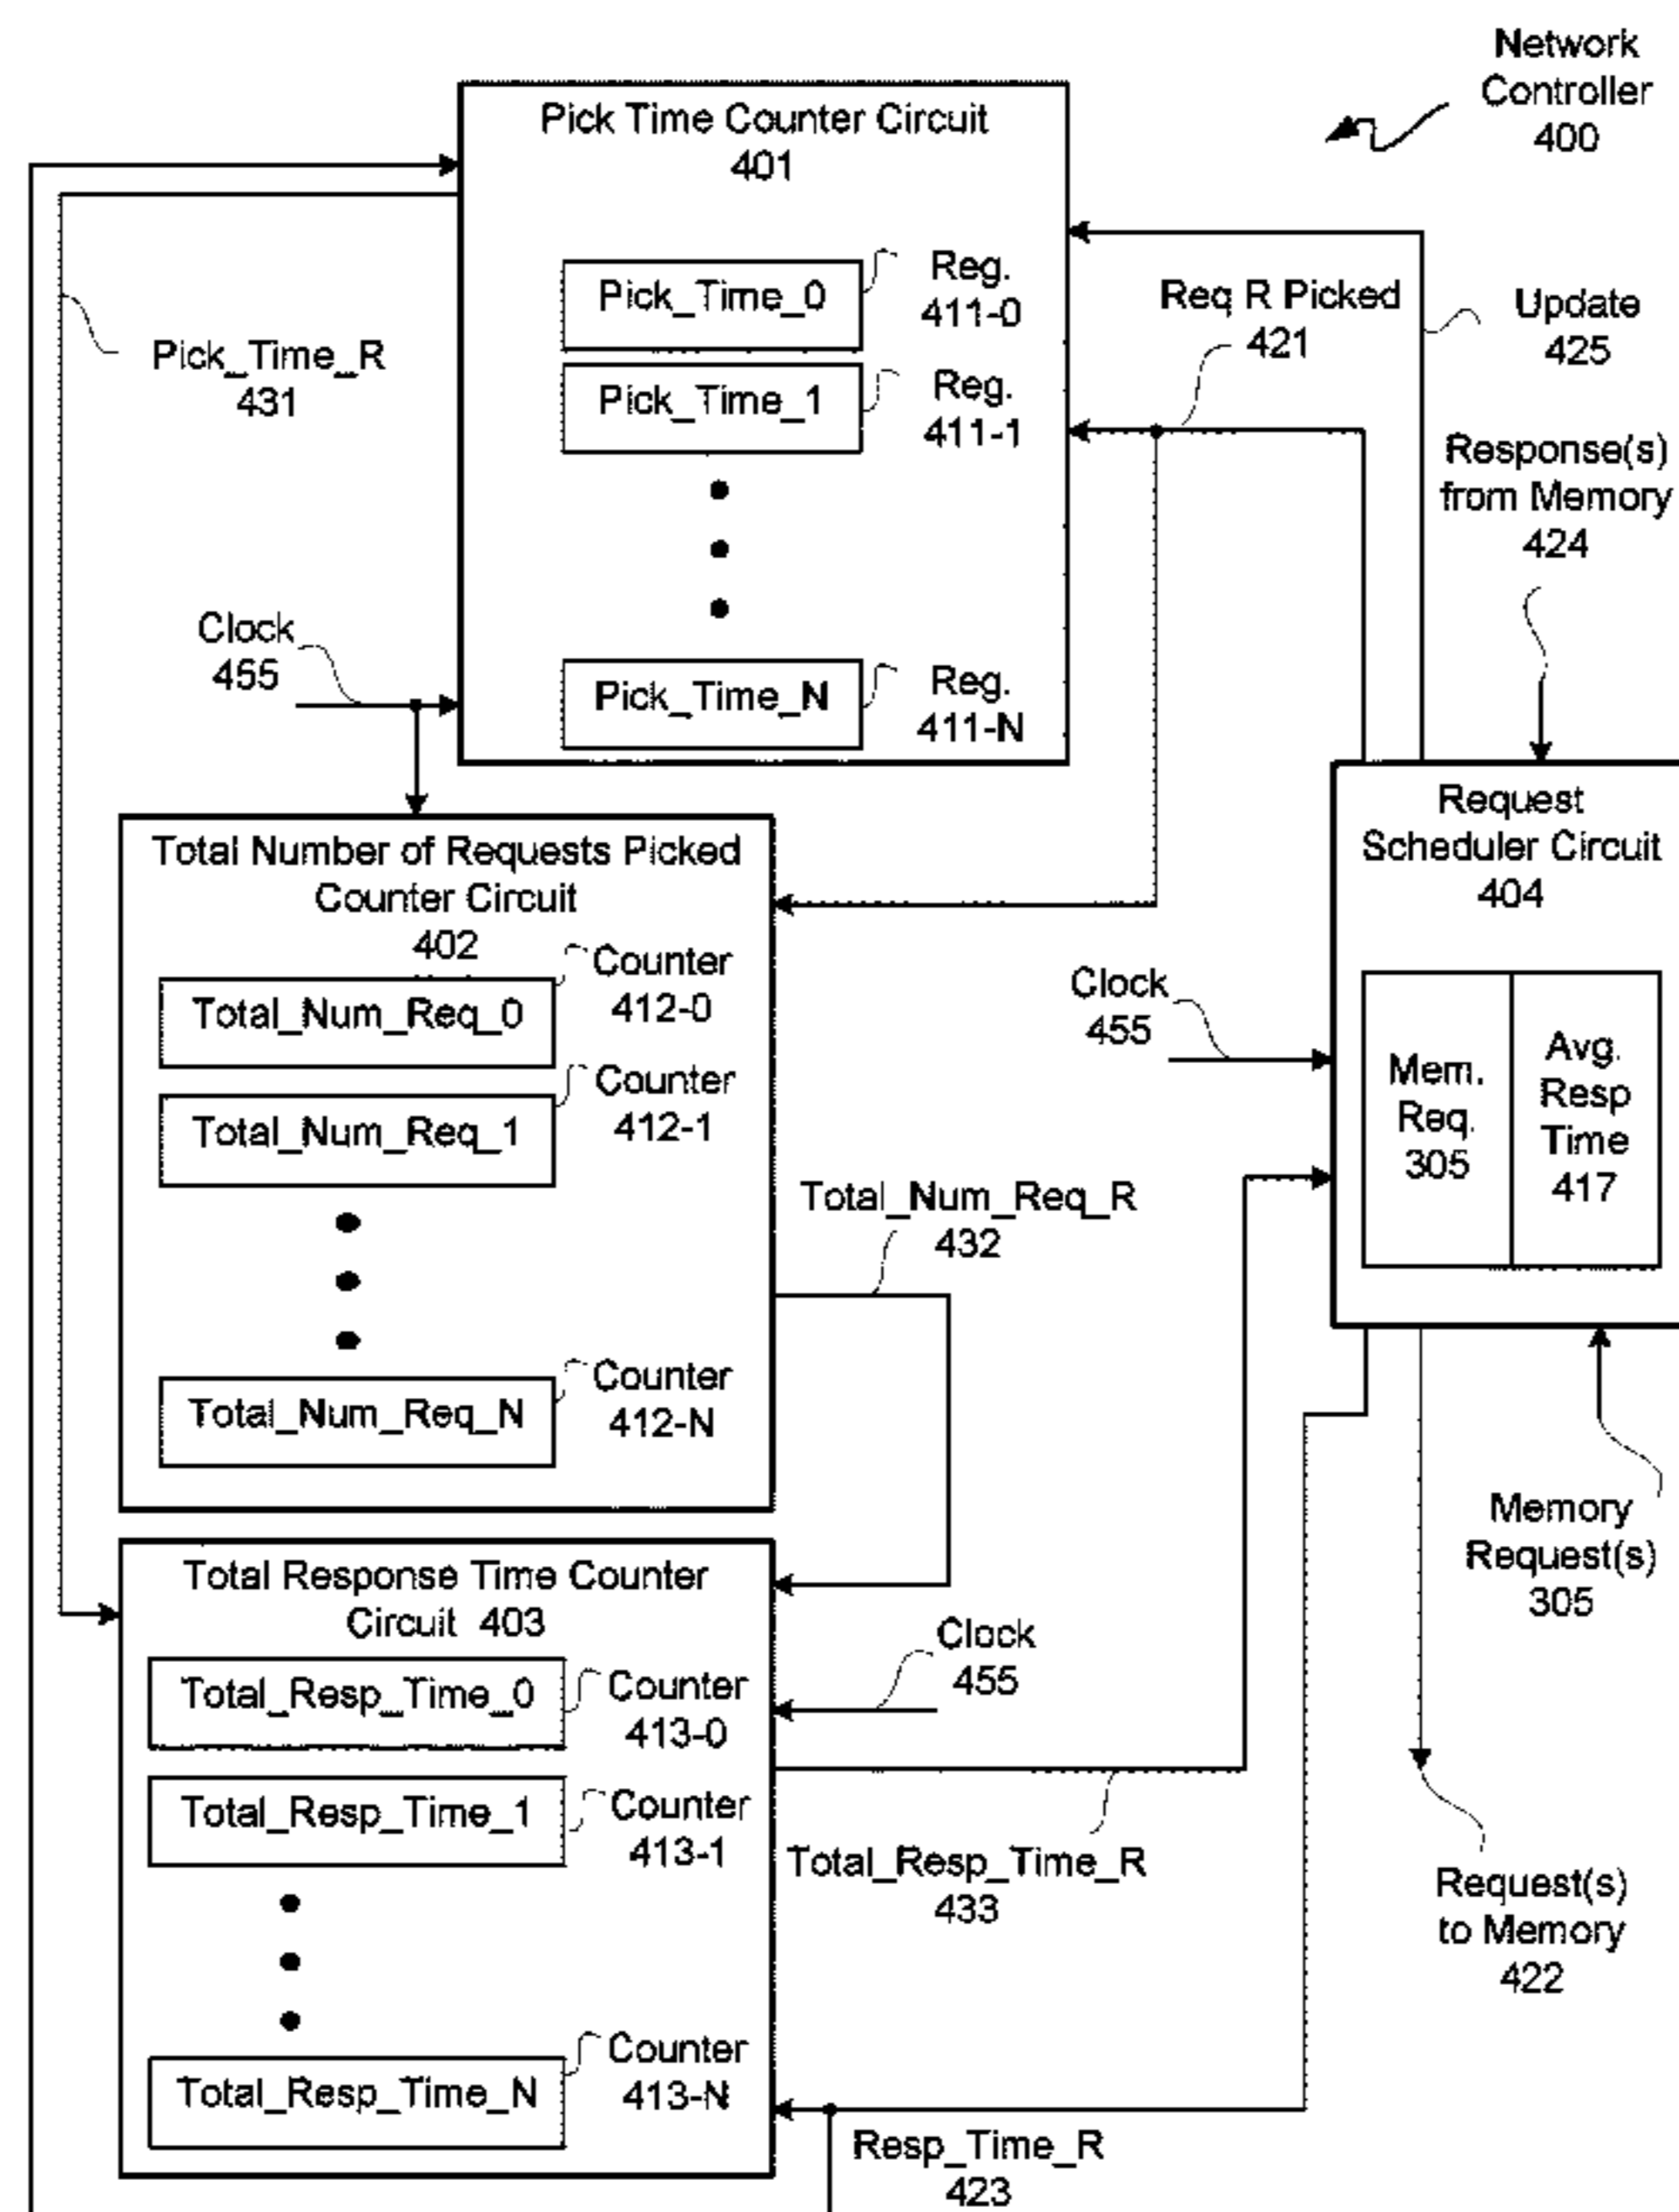 Network
Controller
400
Pick Time Counter Circuit
401
Pick_Time_0
Reg.
411-0
Pick_Time_1
Reg.
411-1
Pick_Time_N
Reg.
411-N
Pick_Time_R
431
Req R Picked
421
Update
425
Response(s)
from Memory
424
Clock
455
Total Number of Requests Picked
Counter Circuit
402
Total_Num_Req_0
Counter
412-0
Total_Num_Req_1
Counter
412-1
Total_Num_Req_N
Counter
412-N
Request
Scheduler Circuit
404
Clock
455
Mem.
Req.
305
Avg.
Resp
Time
417
Total_Num_Req_R
432
Memory
Request(s)
305
Total Response Time Counter
Circuit 403
Total_Resp_Time_0
Counter
413-0
Total_Resp_Time_1
Counter
413-1
Total_Resp_Time_N
Counter
413-N
Clock
455
Total_Resp_Time_R
433
Request(s)
to Memory
422
Resp_Time_R
423